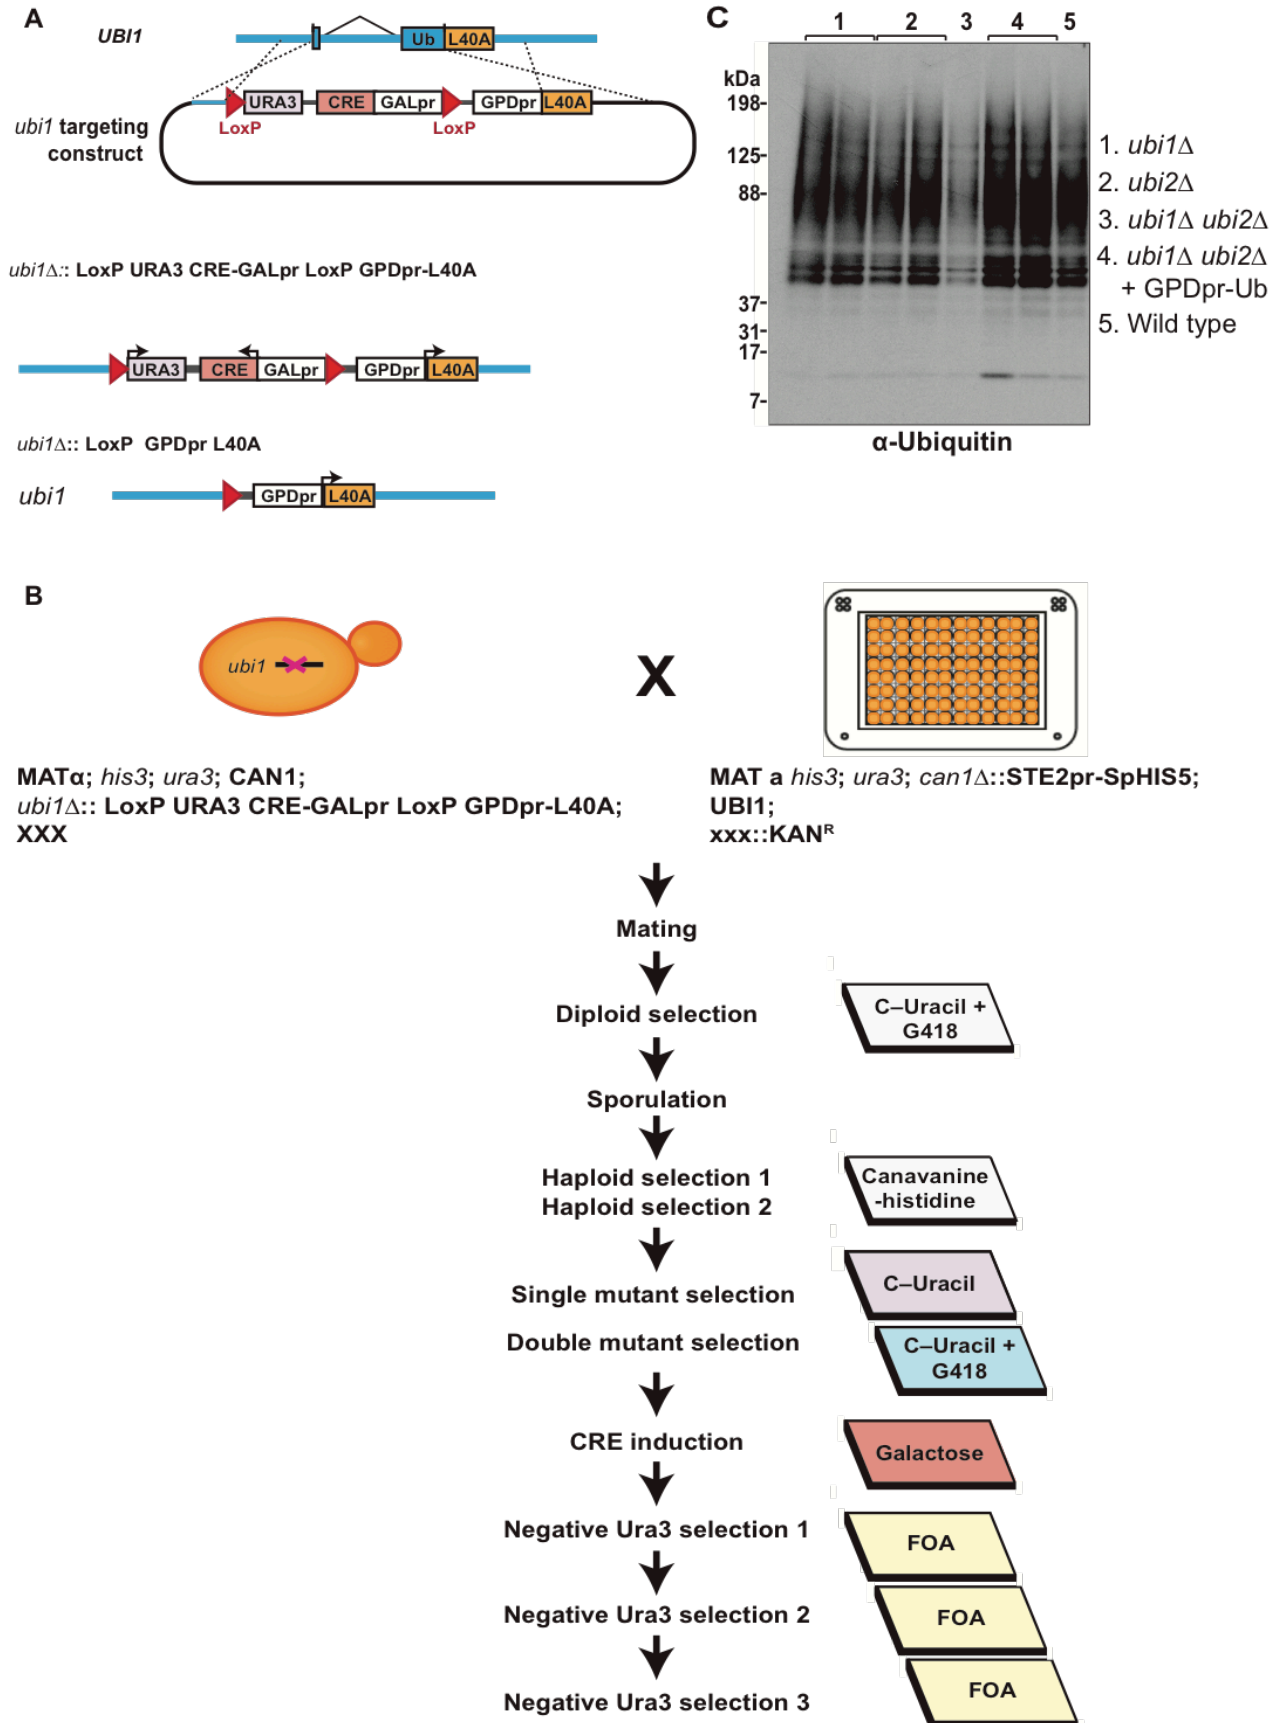 A
UBI1
Ub
L40A
URA3
CRE
GALpr
GPDpr
L40A
LoxP
LoxP
ubi1 targeting
construct
ubi1Δ:: LoxP URA3 CRE-GALpr LoxP GPDpr-L40A
URA3
CRE
GALpr
GPDpr
L40A
ubi1Δ:: LoxP GPDpr L40A
ubi1
GPDpr
L40A
C
1 2 3 4 5
kDa
198-
125-
88-
37-
31-
17-
7-
α-Ubiquitin
1. ubi1Δ
2. ubi2Δ
3. ubi1Δ ubi2Δ
4. ubi1Δ ubi2Δ
+ GPDpr-Ub
5. Wild type
B
ubi1
X
MATα; his3; ura3; CAN1;
ubi1Δ:: LoxP URA3 CRE-GALpr LoxP GPDpr-L40A;
XXX
MAT a his3; ura3; can1Δ::STE2pr-SpHIS5;
UBI1;
xxx::KANᴿ
Mating
Diploid selection
C–Uracil +
G418
Sporulation
Haploid selection 1
Haploid selection 2
Canavanine
-histidine
Single mutant selection
C–Uracil
Double mutant selection
C–Uracil +
G418
CRE induction
Galactose
Negative Ura3 selection 1
FOA
Negative Ura3 selection 2
FOA
Negative Ura3 selection 3
FOA